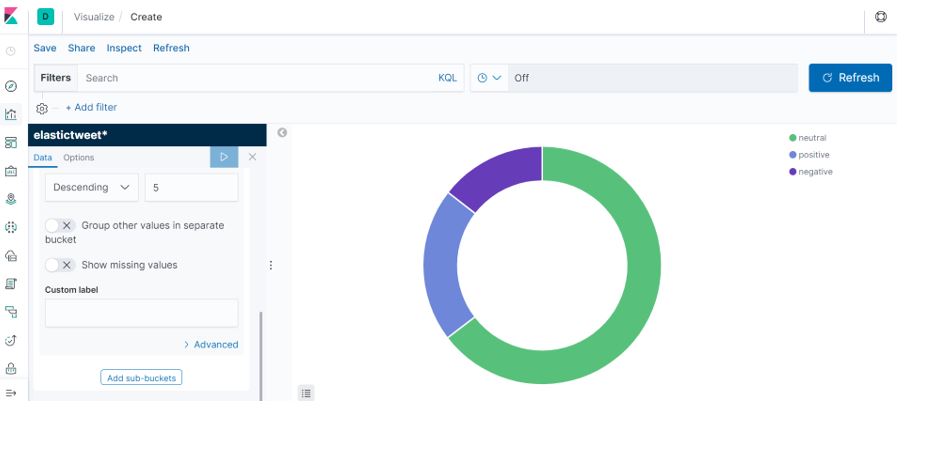 D Visualize / Create
Save Share Inspect Refresh
Filters Search KQL Off Refresh
+ Add filter
elastictweet*
Data Options
Descending 5
Group other values in separate
bucket
Show missing values
Custom label
Advanced
Add sub-buckets
neutral
positive
negative